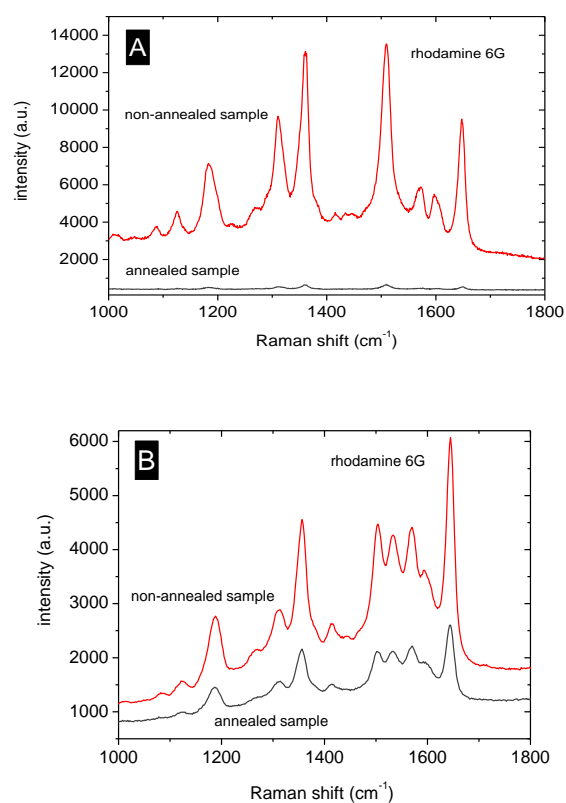 A
rhodamine 6G
non-annealed sample
annealed sample
intensity (a.u.)
14000
12000
10000
8000
6000
4000
2000
1000 1200 1400 1600 1800
Raman shift (cm⁻¹)
B
rhodamine 6G
non-annealed sample
annealed sample
intensity (a.u.)
6000
5000
4000
3000
2000
1000
1000 1200 1400 1600 1800
Raman shift (cm⁻¹)